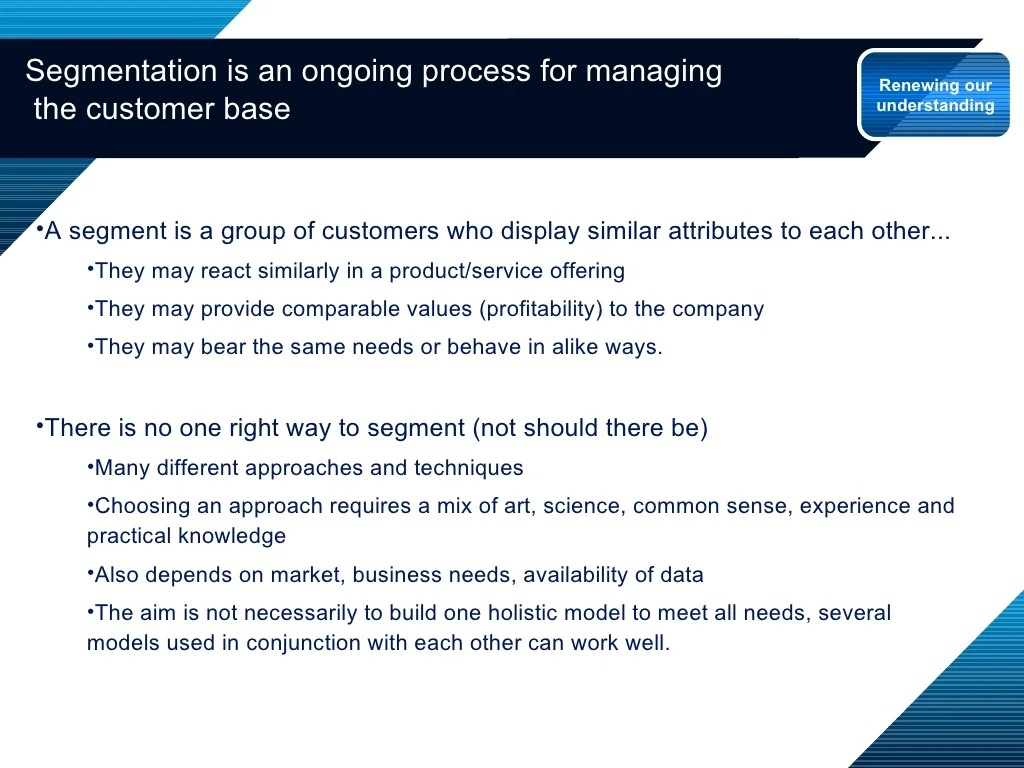 Segmentation is an ongoing process for managing
the customer base
Renewing our
understanding
•A segment is a group of customers who display similar attributes to each other...
•They may react similarly in a product/service offering
•They may provide comparable values (profitability) to the company
•They may bear the same needs or behave in alike ways.
•There is no one right way to segment (not should there be)
•Many different approaches and techniques
•Choosing an approach requires a mix of art, science, common sense, experience and
practical knowledge
•Also depends on market, business needs, availability of data
•The aim is not necessarily to build one holistic model to meet all needs, several
models used in conjunction with each other can work well.